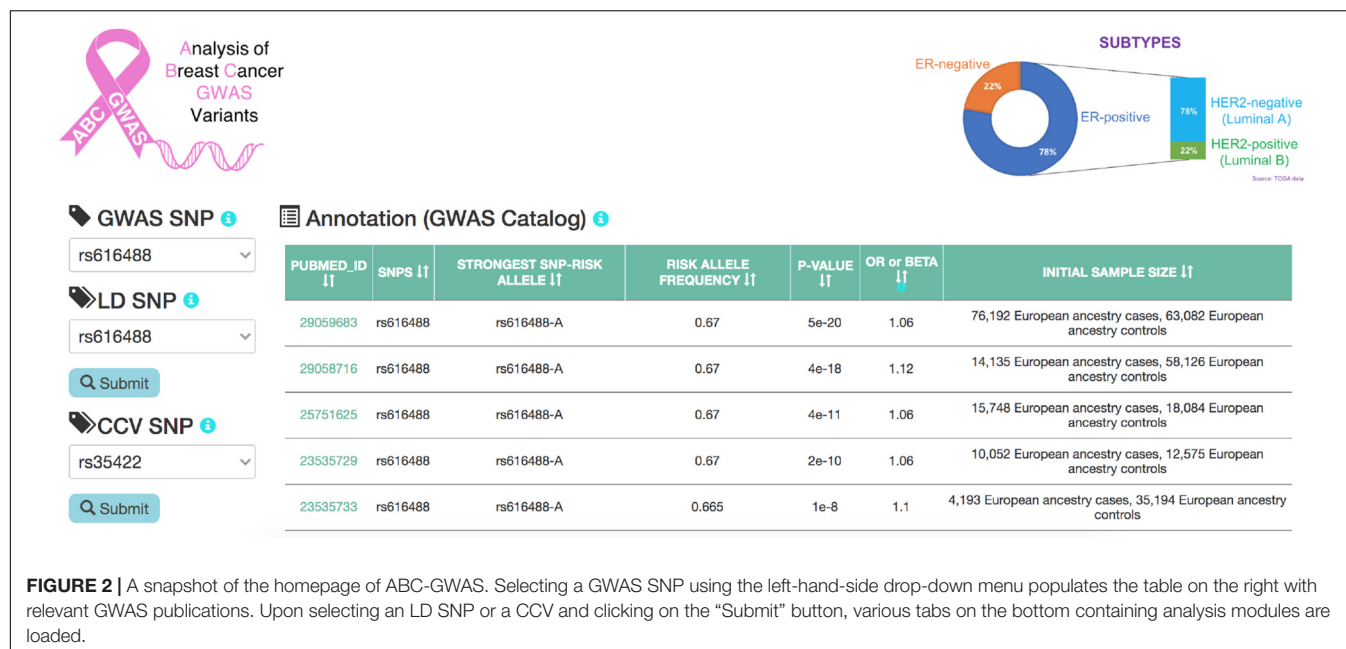 Analysis of
Breast Cancer
GWAS
Variants
ABC
GWAS
SUBTYPES
ER-negative
22%
ER-positive
78%
78%
HER2-negative
(Luminal A)
22%
HER2-positive
(Luminal B)
Source: TCGA data
GWAS SNP
rs616488
LD SNP
rs616488
Submit
CCV SNP
rs35422
Submit
Annotation (GWAS Catalog)
PUBMED_ID SNPS STRONGEST SNP-RISK ALLELE RISK ALLELE FREQUENCY P-VALUE OR or BETA INITIAL SAMPLE SIZE
29059683 rs616488 rs616488-A 0.67 5e-20 1.06 76,192 European ancestry cases, 63,082 European
ancestry controls
29058716 rs616488 rs616488-A 0.67 4e-18 1.12 14,135 European ancestry cases, 58,126 European
ancestry controls
25751625 rs616488 rs616488-A 0.67 4e-11 1.06 15,748 European ancestry cases, 18,084 European
ancestry controls
23535729 rs616488 rs616488-A 0.67 2e-10 1.06 10,052 European ancestry cases, 12,575 European
ancestry controls
23535733 rs616488 rs616488-A 0.665 1e-8 1.1 4,193 European ancestry cases, 35,194 European ancestry
controls
FIGURE 2 | A snapshot of the homepage of ABC-GWAS. Selecting a GWAS SNP using the left-hand-side drop-down menu populates the table on the right with
relevant GWAS publications. Upon selecting an LD SNP or a CCV and clicking on the “Submit” button, various tabs on the bottom containing analysis modules are
loaded.